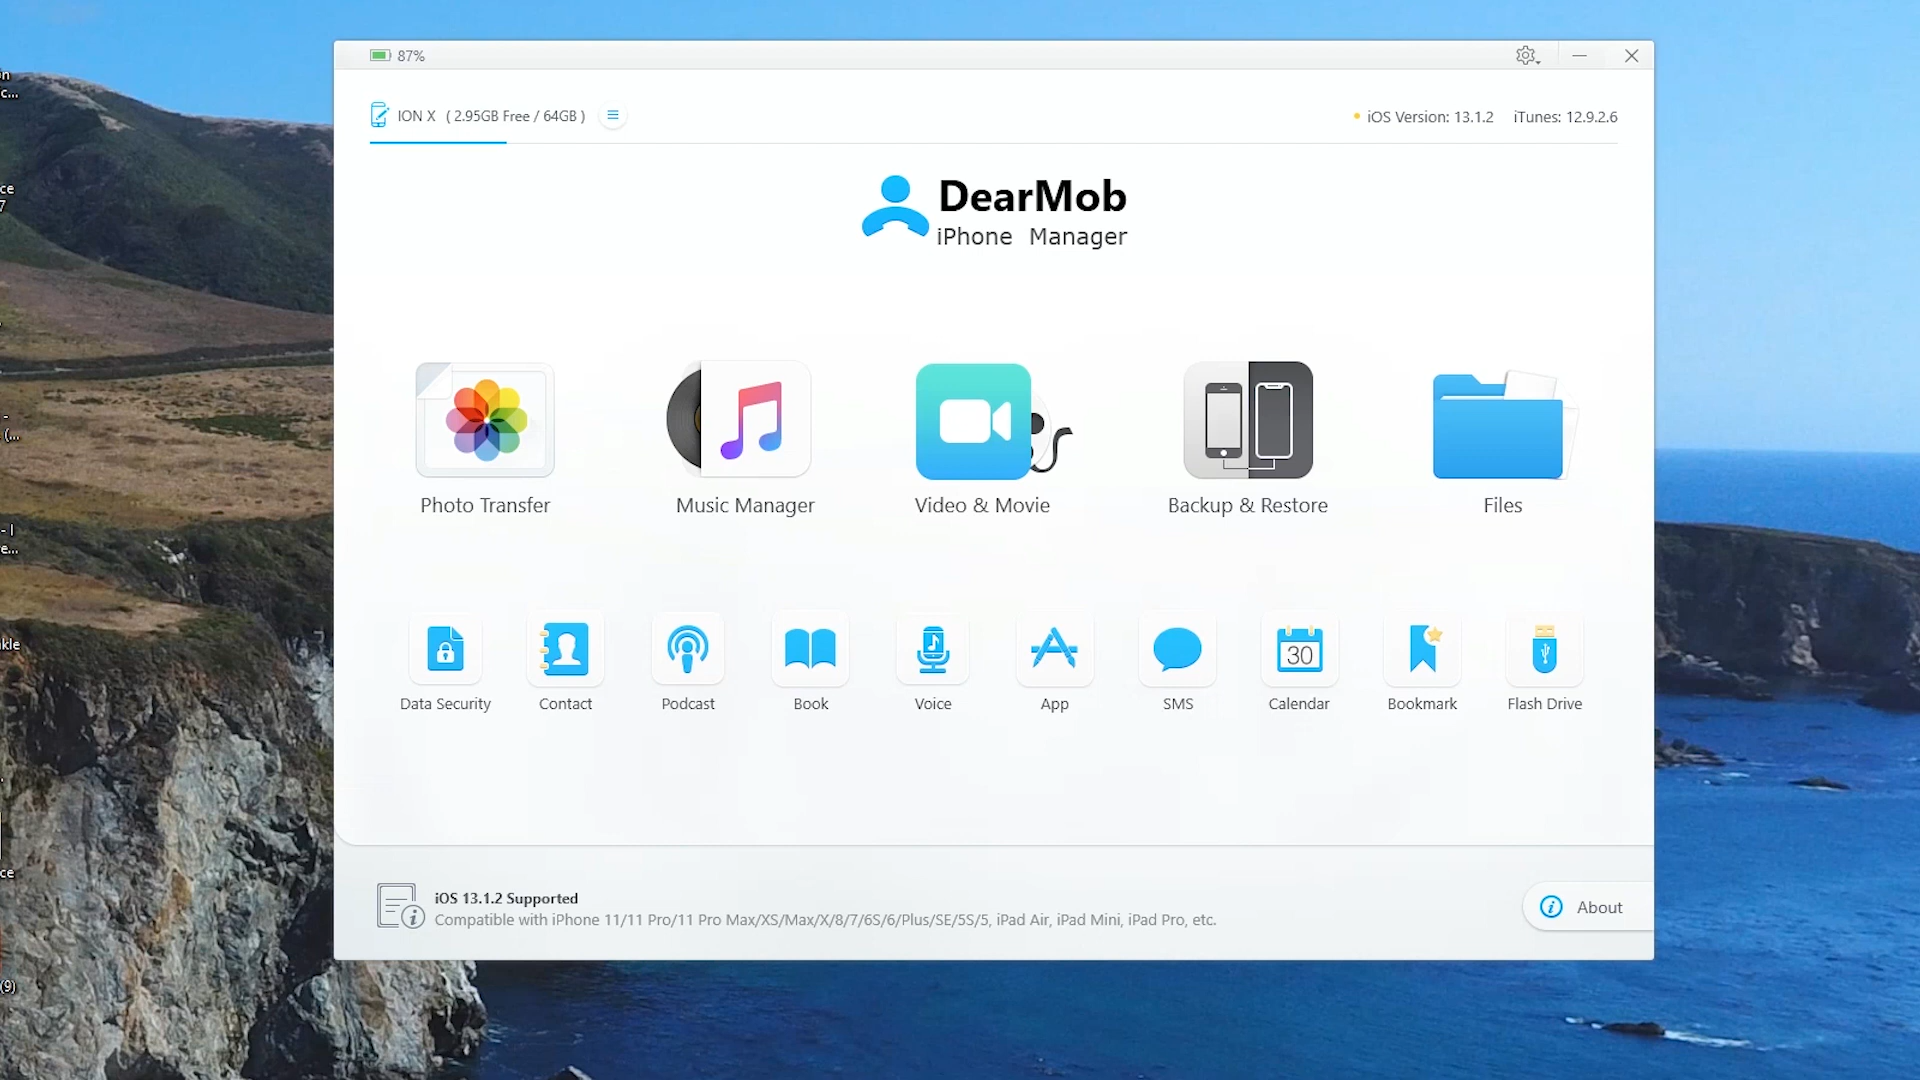 87%
ION X ( 2.95GB Free / 64GB )
iOS Version: 13.1.2 iTunes: 12.9.2.6
DearMob
iPhone Manager
Photo Transfer
Music Manager
Video & Movie
Backup & Restore
Files
30
Data Security
Contact
Podcast
Book
Voice
App
SMS
Calendar
Bookmark
Flash Drive
iOS 13.1.2 Supported
Compatible with iPhone 11/11 Pro/11 Pro Max/XS/Max/X/8/7/6S/6/Plus/SE/5S/5, iPad Air, iPad Mini, iPad Pro, etc.
About
(9)